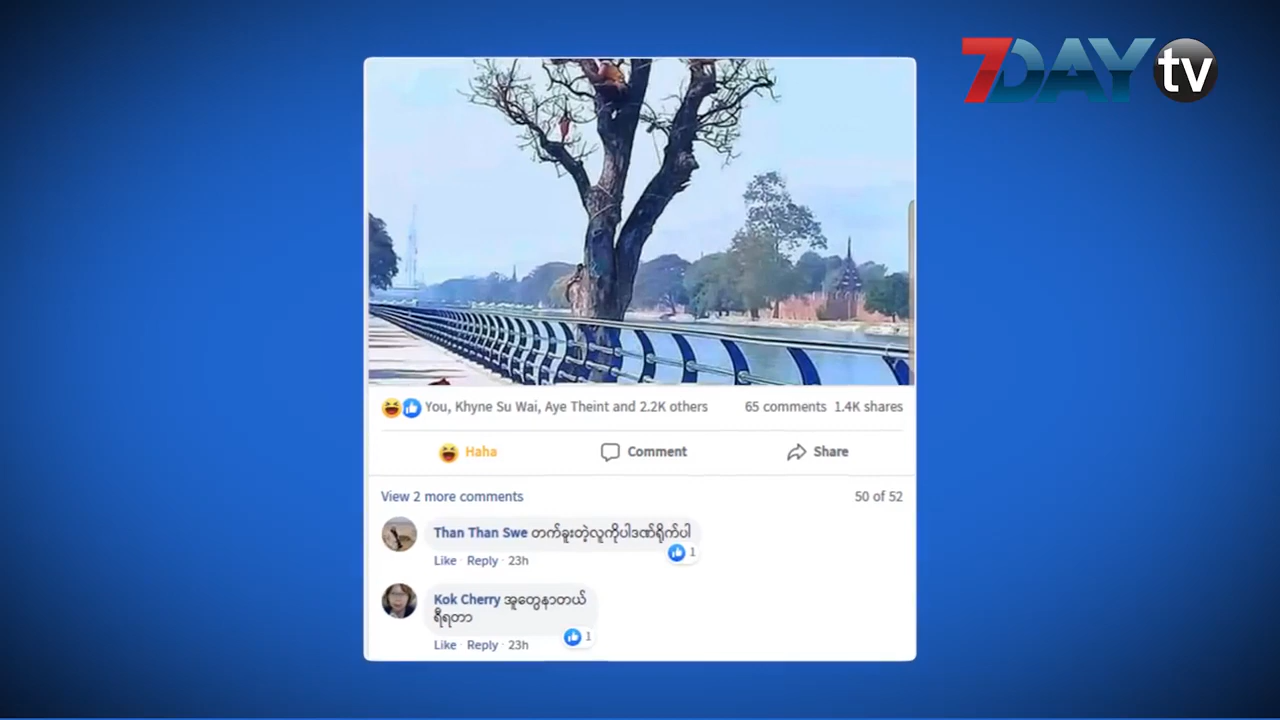 7DAY tv
You, Khyne Su Wai, Aye Theint and 2.2K others 65 comments 1.4K shares
Haha Comment Share
View 2 more comments 50 of 52
Than Than Swe တက်ခူးတဲ့လူကိုပါဒဏ်ရိုက်ပါ
1
Like · Reply · 23h
Kok Cherry အူတွေနာတယ်
ရီရတာ
1
Like · Reply · 23h